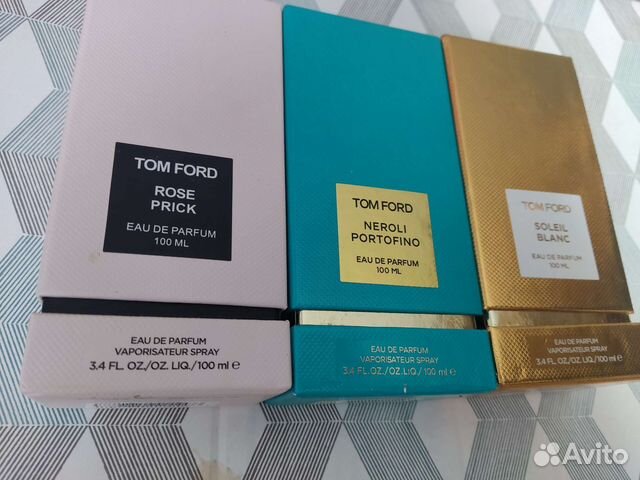 TOM FORD
ROSE
PRICK
EAU DE PARFUM
100 ML
EAU DE PARFUM
VAPORISATEUR SPRAY
3.4 FL. OZ./OZ. LIQ./100 ml e
TOM FORD
NEROLI
PORTOFINO
EAU DE PARFUM
100 ML
EAU DE PARFUM
VAPORISATEUR SPRAY
3.4 FL. OZ./OZ. LIQ./100 ml e
TOM FORD
SOLEIL
BLANC
EAU DE PARFUM
100 ML
EAU DE PARFUM
VAPORISATEUR SPRAY
3.4 FL. OZ./OZ. LIQ./100 ml e
Avito